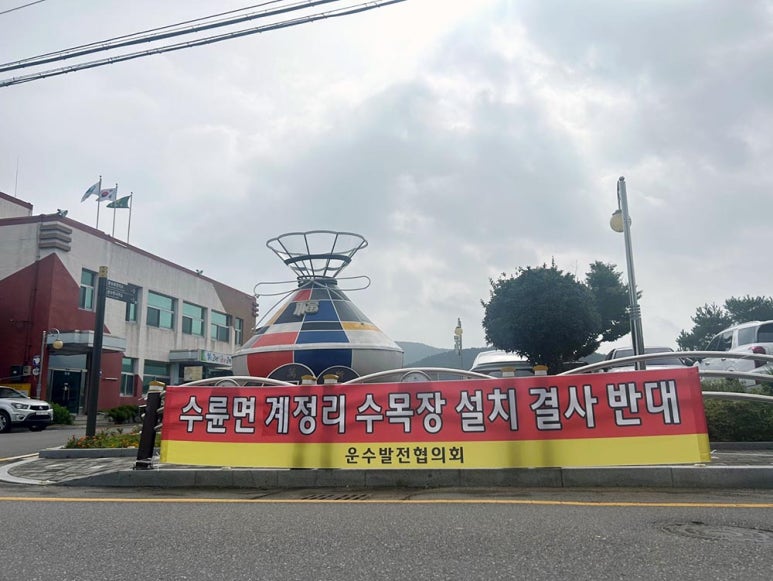 수륜면 계정리 수목장 설치 결사 반대
운수발전협의회